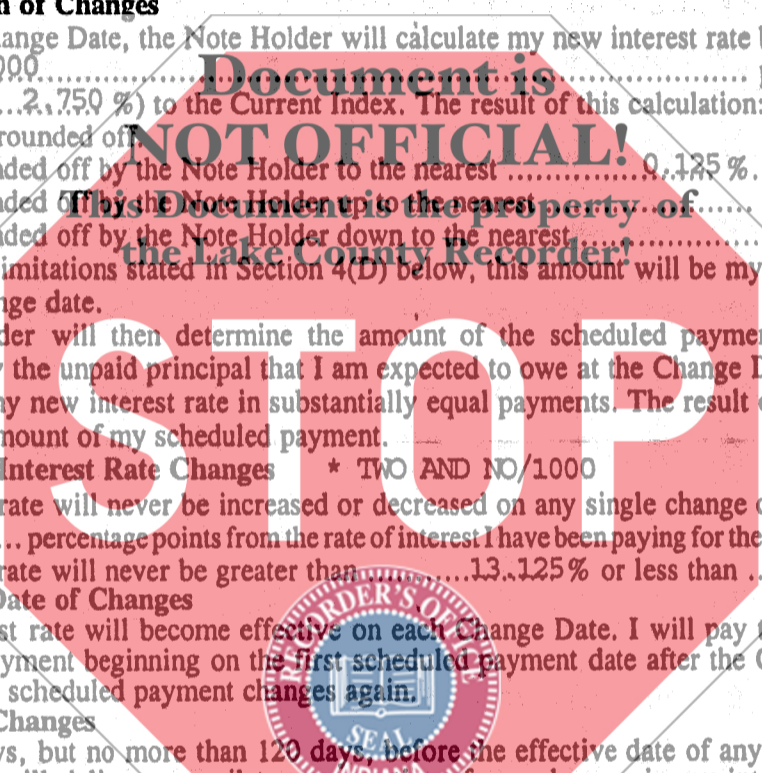 n of Changes
ange Date, the Note Holder will calculate my new interest rate b
000
Document is
2.750 %) to the Current Index. The result of this calculation:
rounded off
NOT OFFICIAL!
nded off by the Note Holder to the nearest .................. 0.125 %.
nded off by the Note Holder up to the nearest
This Document is the property of
nded off by the Note Holder down to the nearest
the Lake County Recorder!
imitations stated in Section 4(D) below, this amount will be my
nge date.
der will then determine the amount of the scheduled paymen
y the unpaid principal that I am expected to owe at the Change D
ny new interest rate in substantially equal payments. The result
mount of my scheduled payment.
STOP
Interest Rate Changes * TWO AND NO/1000
rate will never be increased or decreased on any single change
... percentage points from the rate of interest I have been paying for the
rate will never be greater than ........... 13.125 % or less than ..
Date of Changes
st rate will become effective on each Change Date. I will pay t
yment beginning on the first scheduled payment date after the C
scheduled payment changes again.
Changes
ys, but no more than 120 days, before the effective date of any
RECORDER'S OFFICE
SEAL
INDIANA